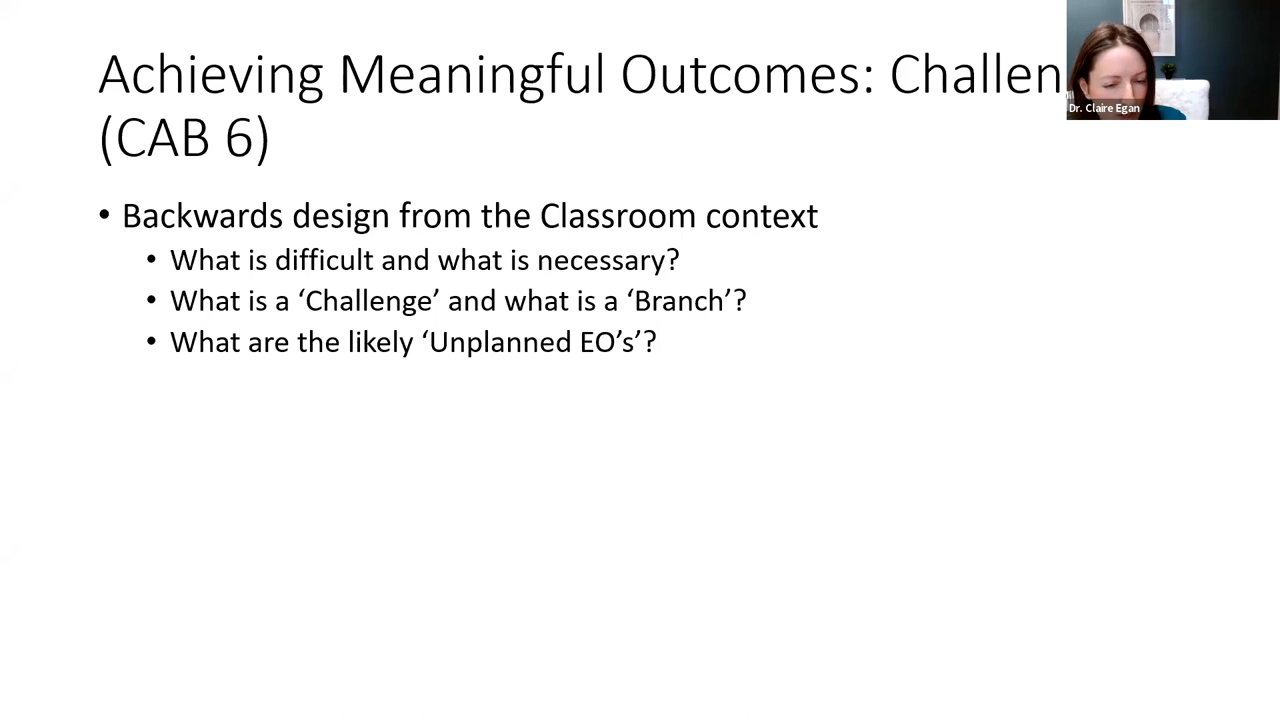 Achieving Meaningful Outcomes: Challen
(CAB 6)
• Backwards design from the Classroom context
• What is difficult and what is necessary?
• What is a ‘Challenge’ and what is a ‘Branch’?
• What are the likely ‘Unplanned EO’s’?
Dr. Claire Egan